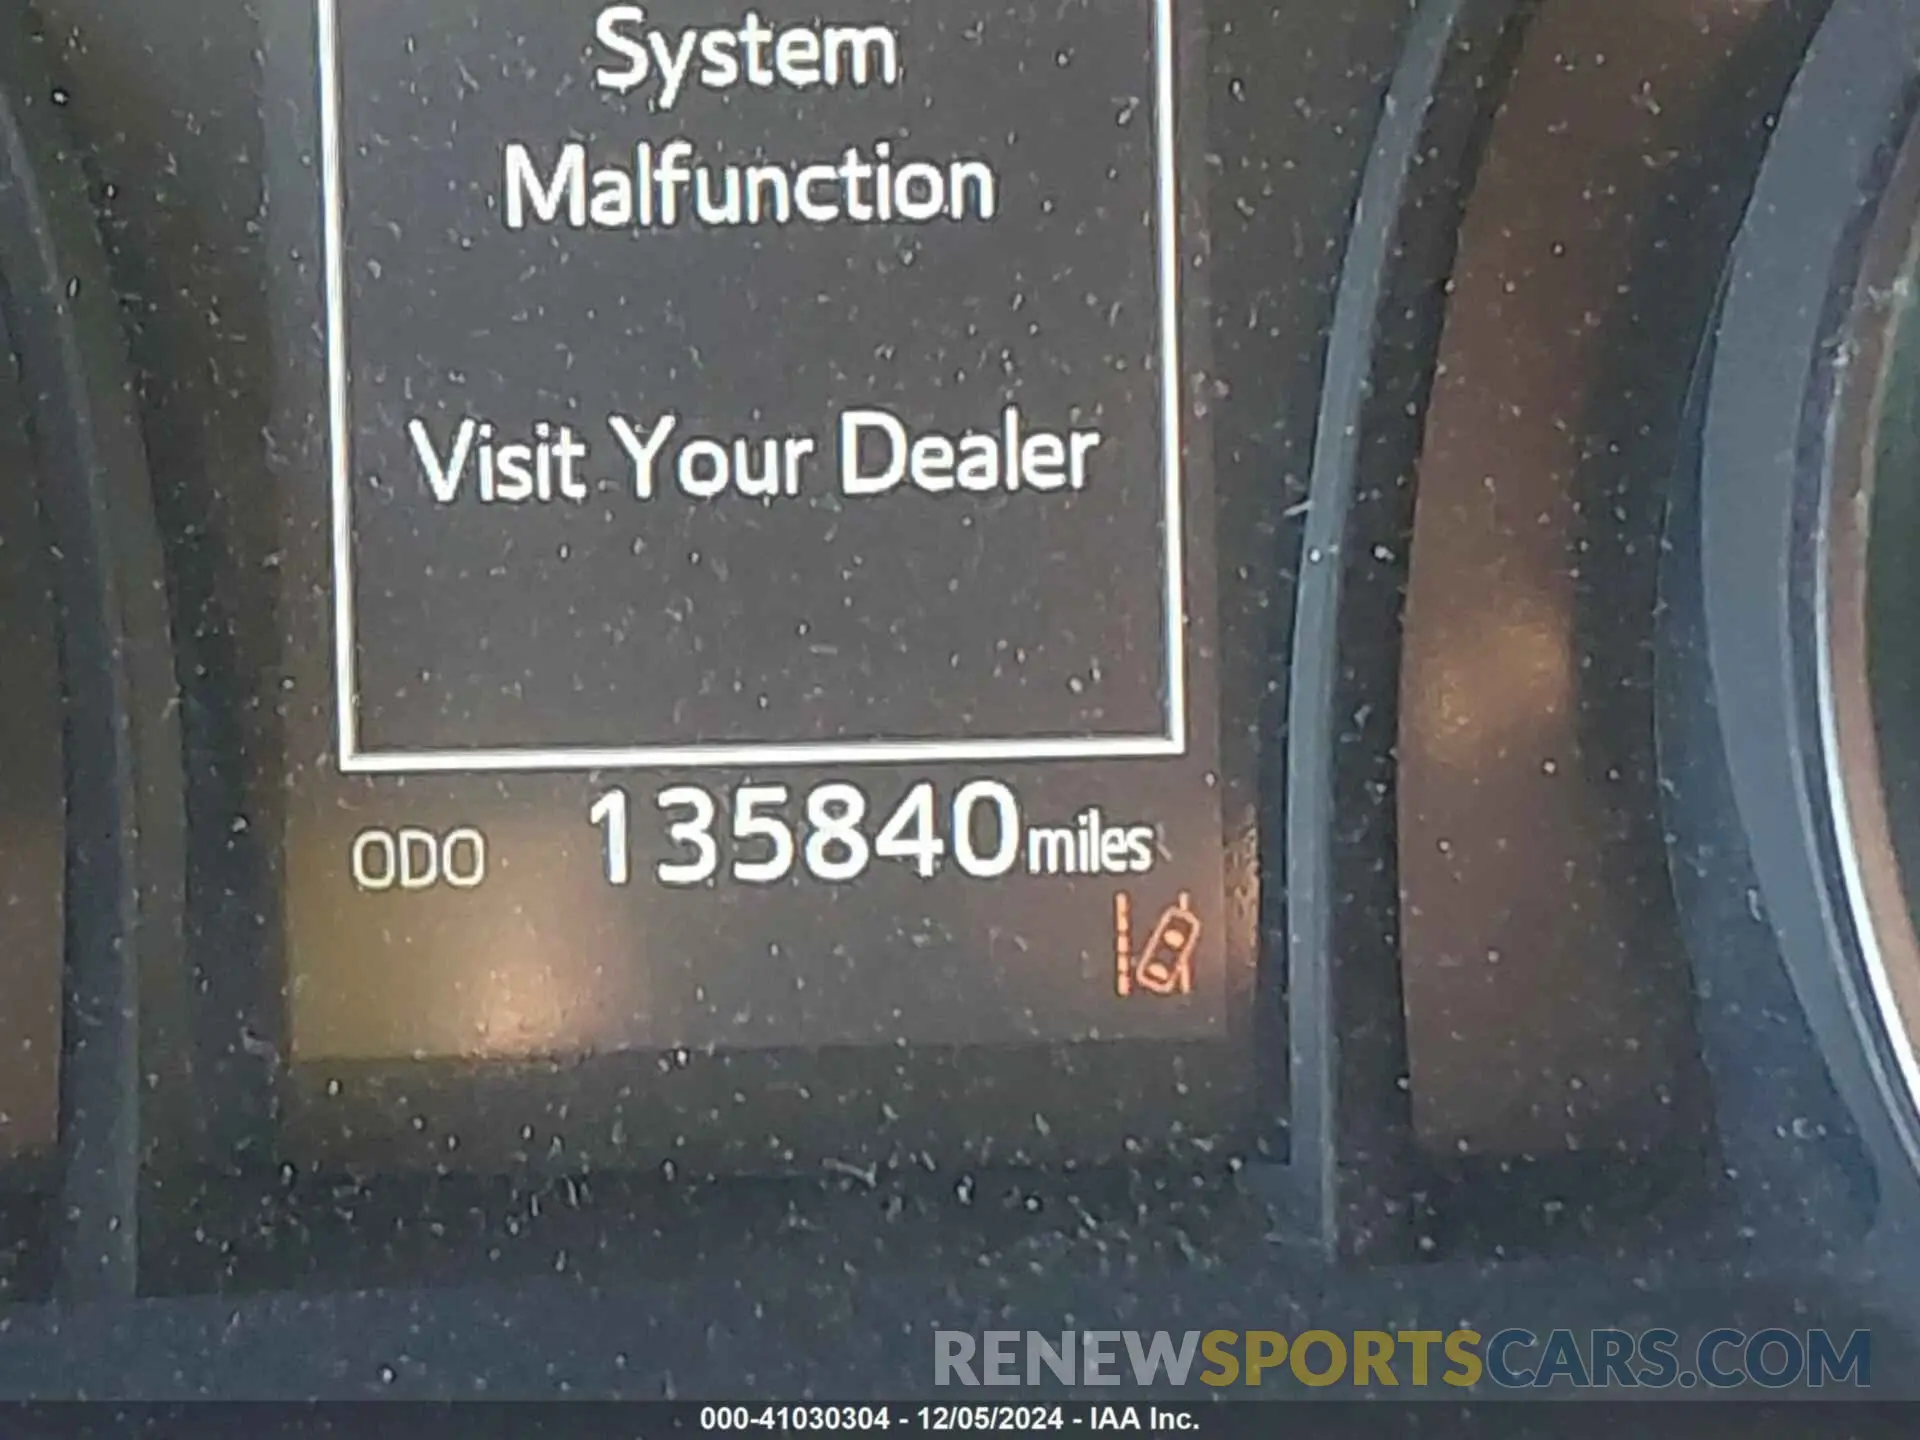 System
Malfunction
Visit Your Dealer
ODO 135840 miles
RENEWSPORTSCARS.COM
000-41030304 - 12/05/2024 - IAA Inc.